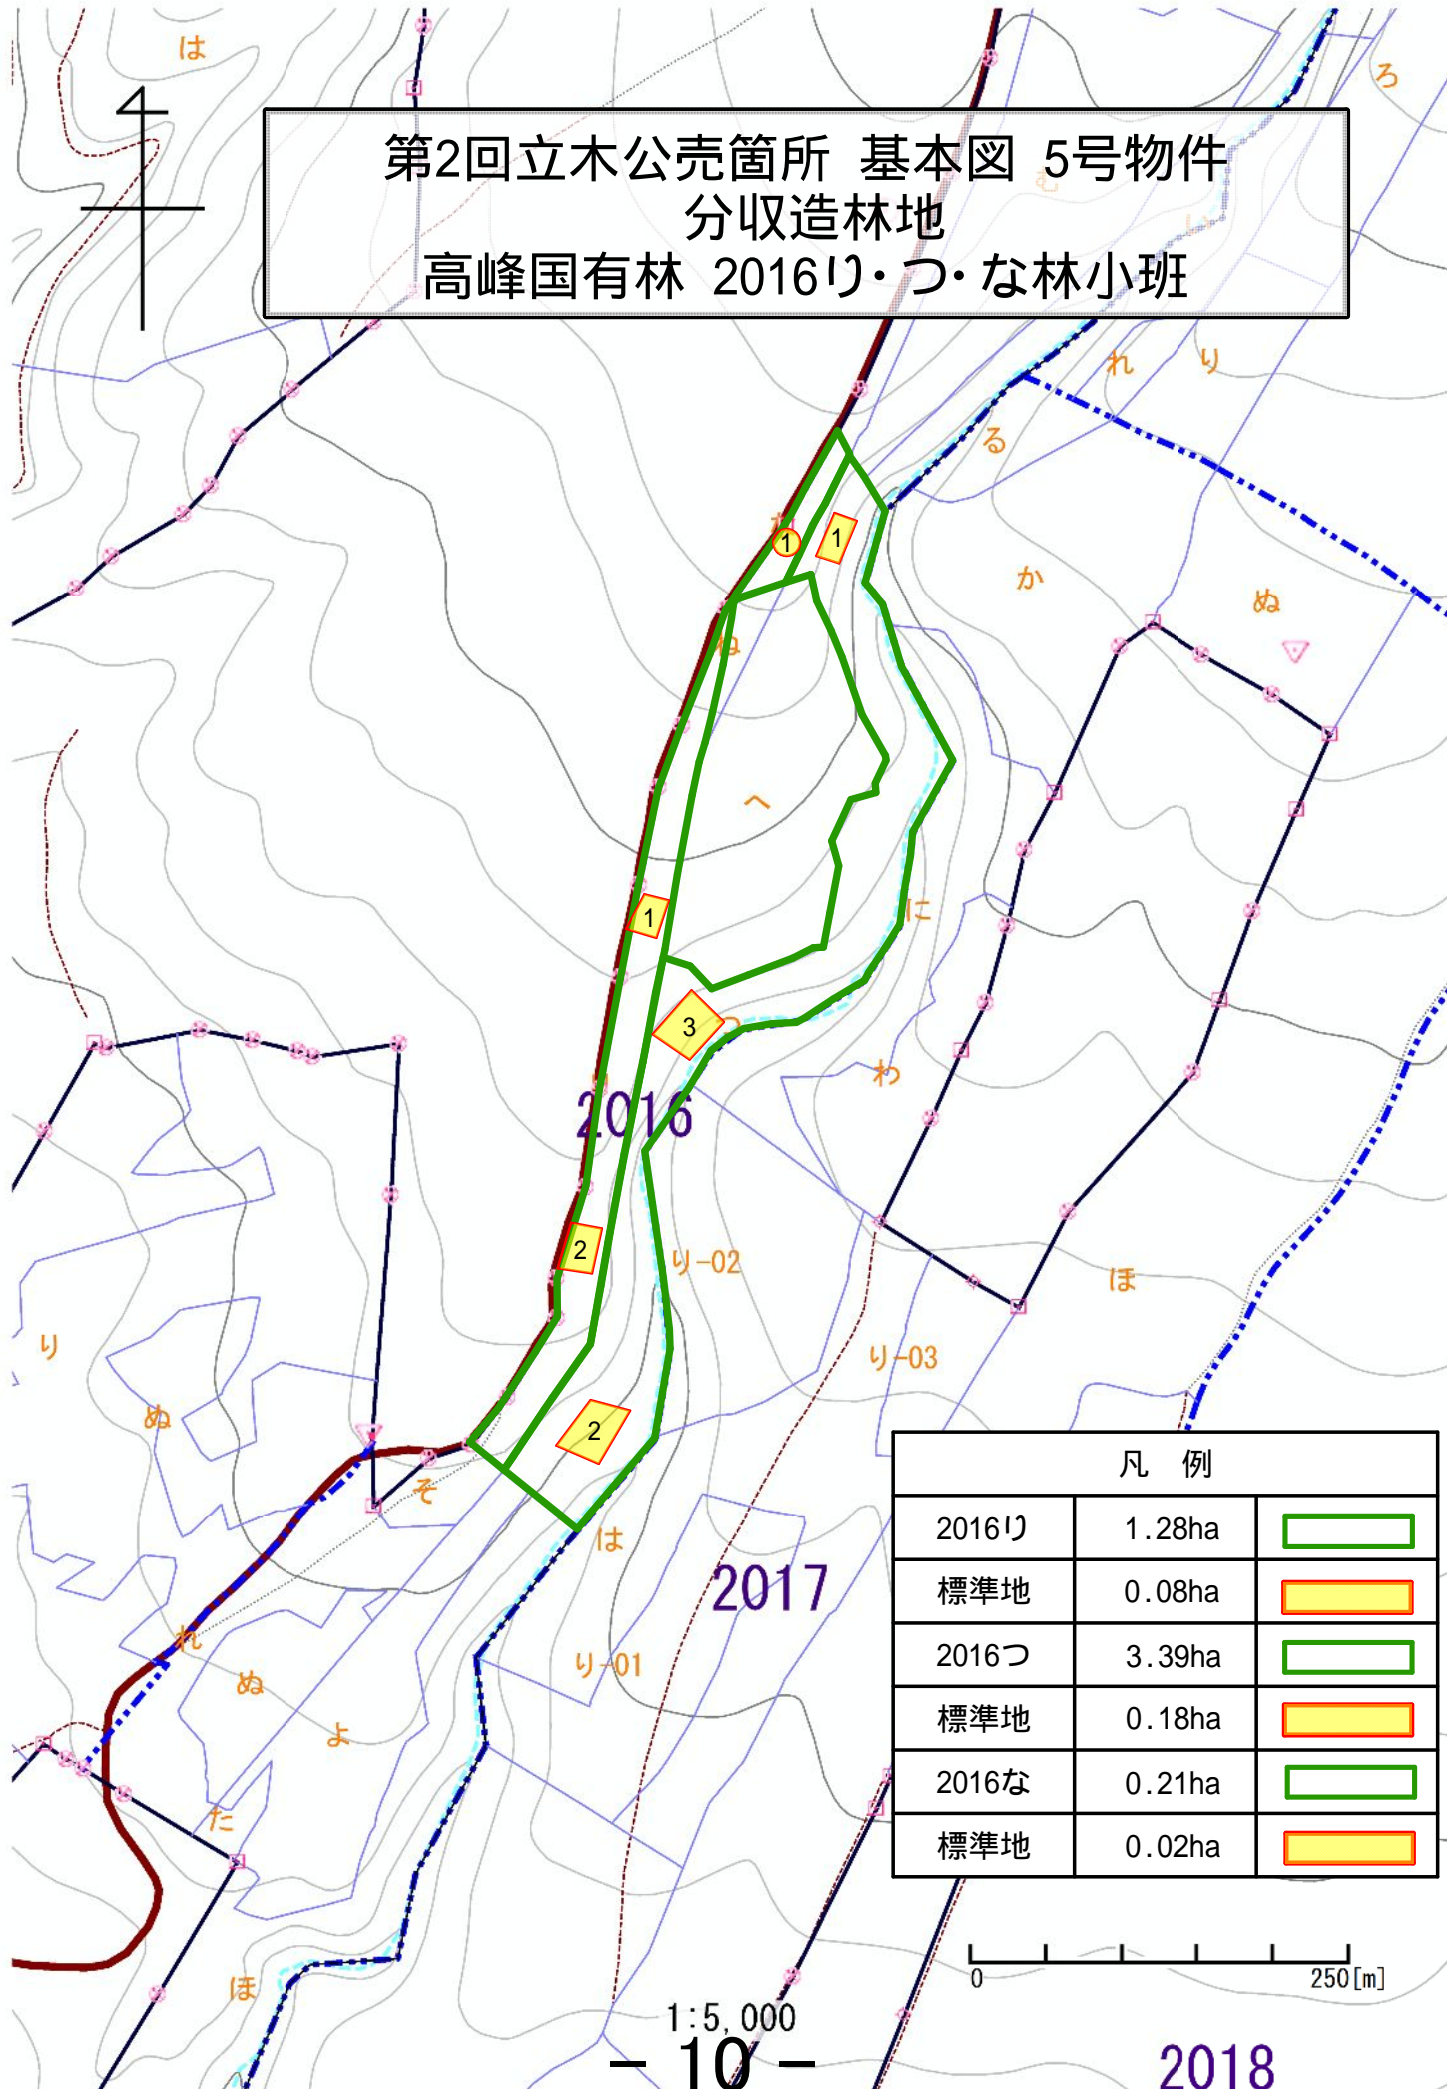 は
ろ
第2回立木公売箇所 基本図 5号物件
分収造林地
高峰国有林 2016り・つ・な林小班
れ り
る
1
1
か
ぬ
ね
へ
1
に
3
つ
わ
り
2016
2
り-02
ほ
り
り-03
ぬ
2
ぞ
は
2017
れ
ぬ
り-01
よ
た
ほ
凡 例
2016り 1.28ha
標準地 0.08ha
2016つ 3.39ha
標準地 0.18ha
2016な 0.21ha
標準地 0.02ha
0 250[m]
1:5,000
- 10 -
2018